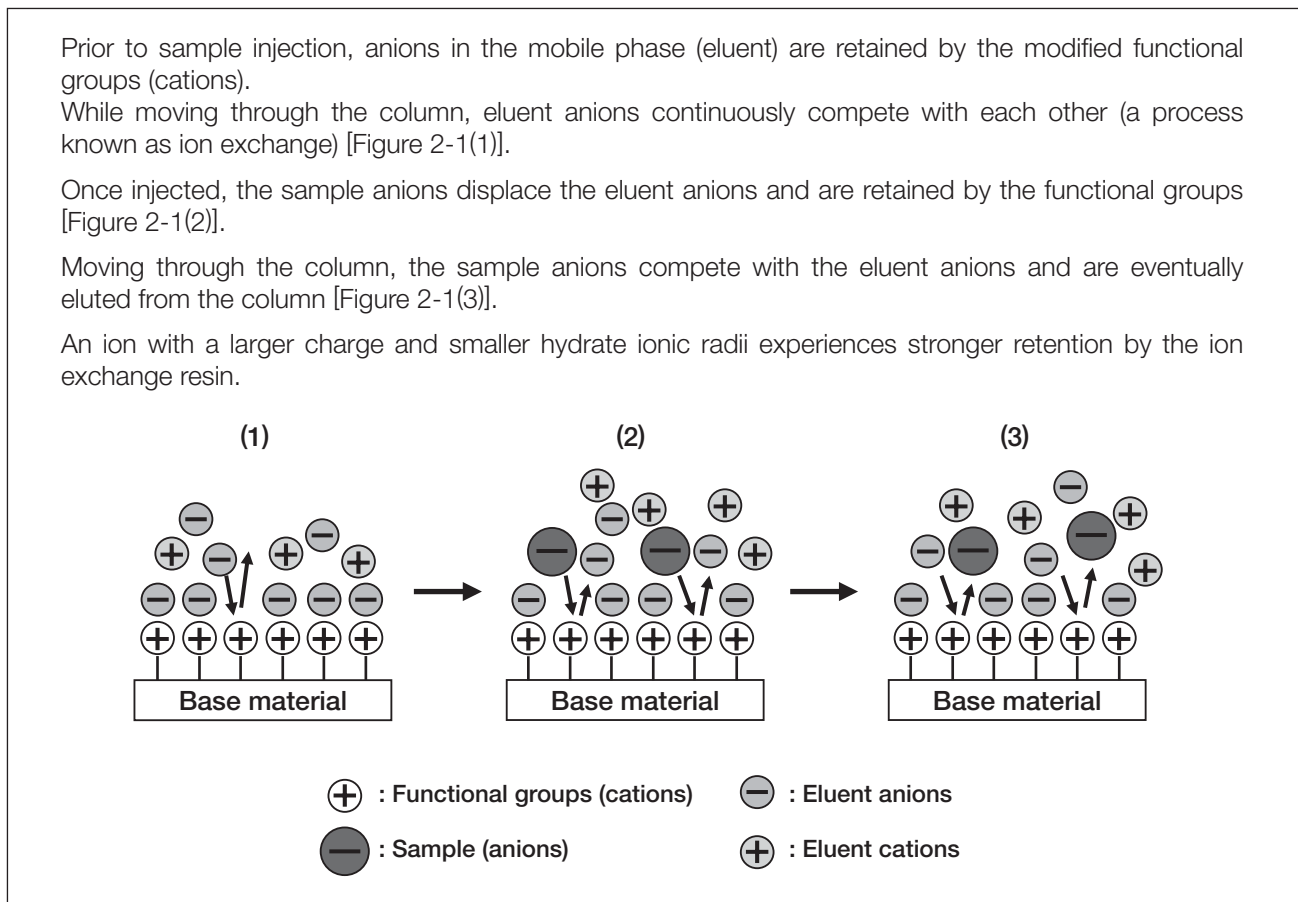 Prior to sample injection, anions in the mobile phase (eluent) are retained by the modified functional
groups (cations).
While moving through the column, eluent anions continuously compete with each other (a process
known as ion exchange) [Figure 2-1(1)].
Once injected, the sample anions displace the eluent anions and are retained by the functional groups
[Figure 2-1(2)].
Moving through the column, the sample anions compete with the eluent anions and are eventually
eluted from the column [Figure 2-1(3)].
An ion with a larger charge and smaller hydrate ionic radii experiences stronger retention by the ion
exchange resin.
(1) (2) (3)
Base material Base material Base material
: Functional groups (cations) : Eluent anions
: Sample (anions) : Eluent cations